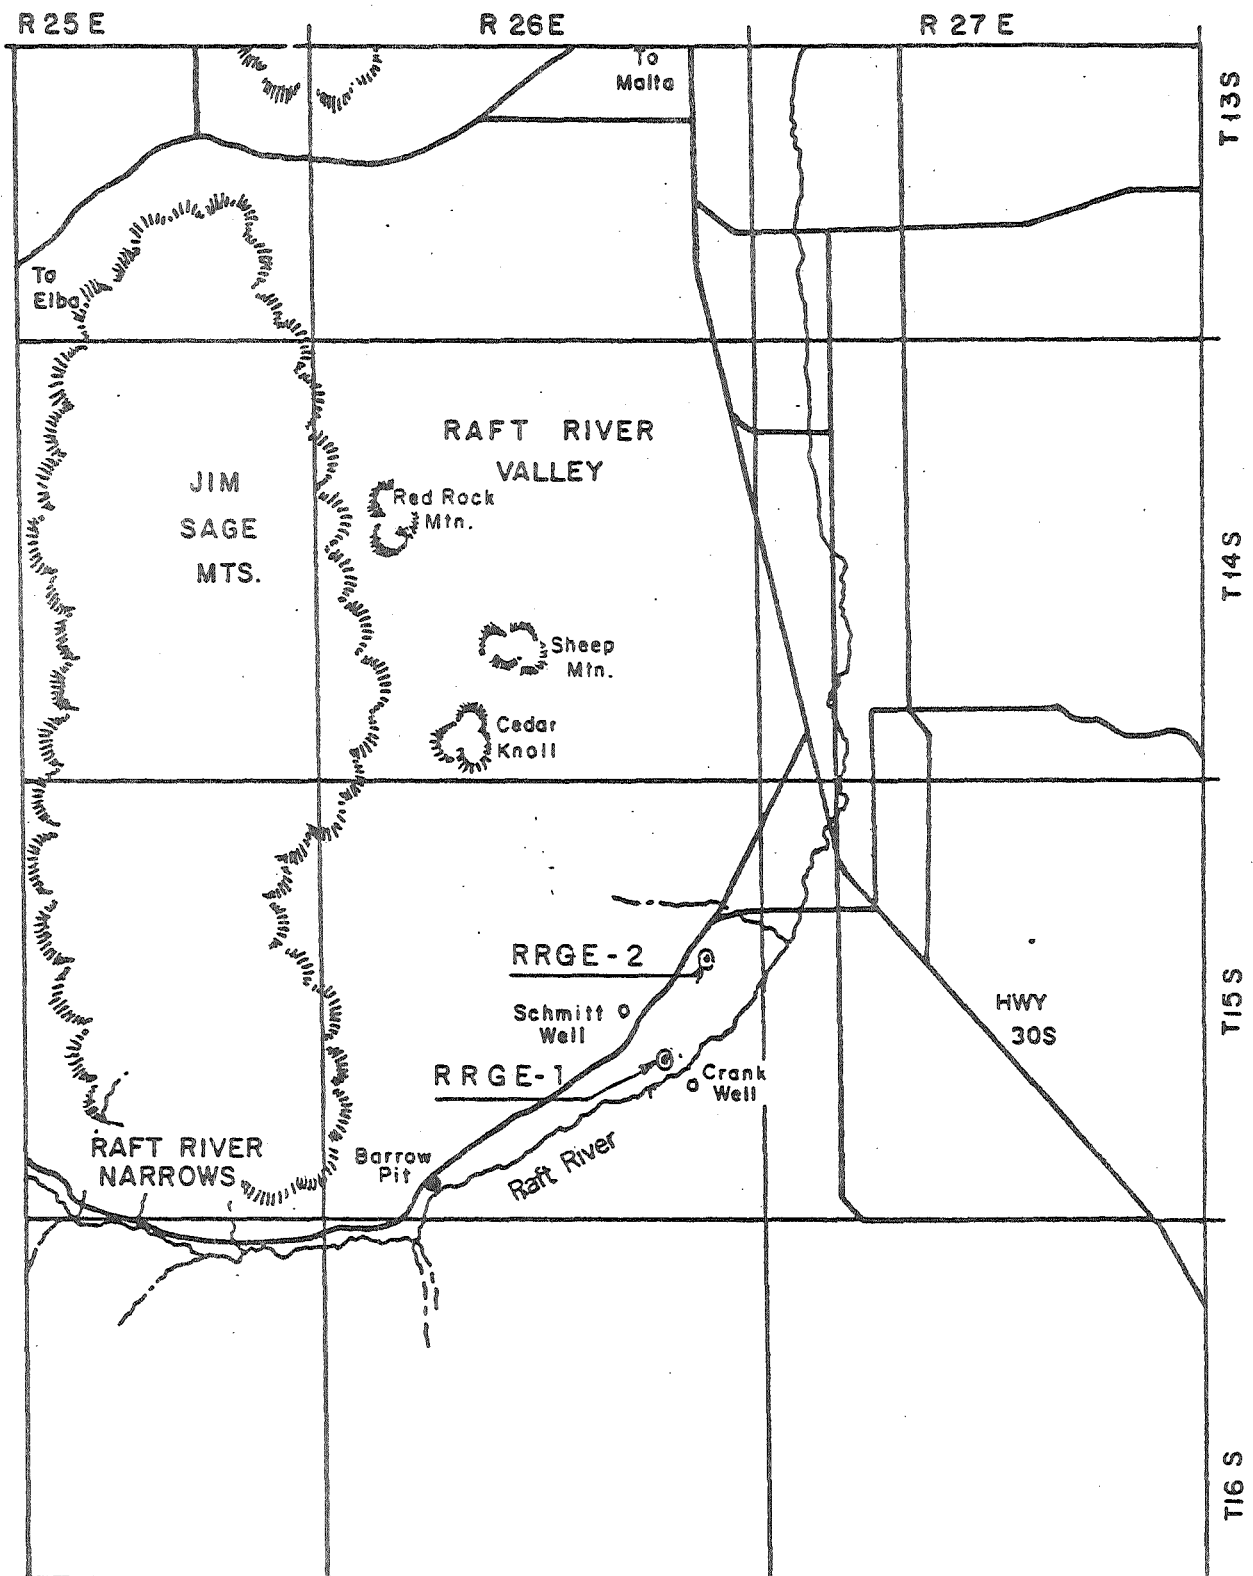 R 25 E
R 26 E
R 27 E
To
Malta
T13S
To
Elba
RAFT RIVER
VALLEY
JIM
SAGE
MTS.
Red Rock
Mtn.
T14S
Sheep
Mtn.
Cedar
Knoll
RRGE-2
Schmitt
Well
HWY
30S
T15S
RRGE-1
Crank
Well
RAFT RIVER
NARROWS
Barrow
Pit
Raft River
T16 S